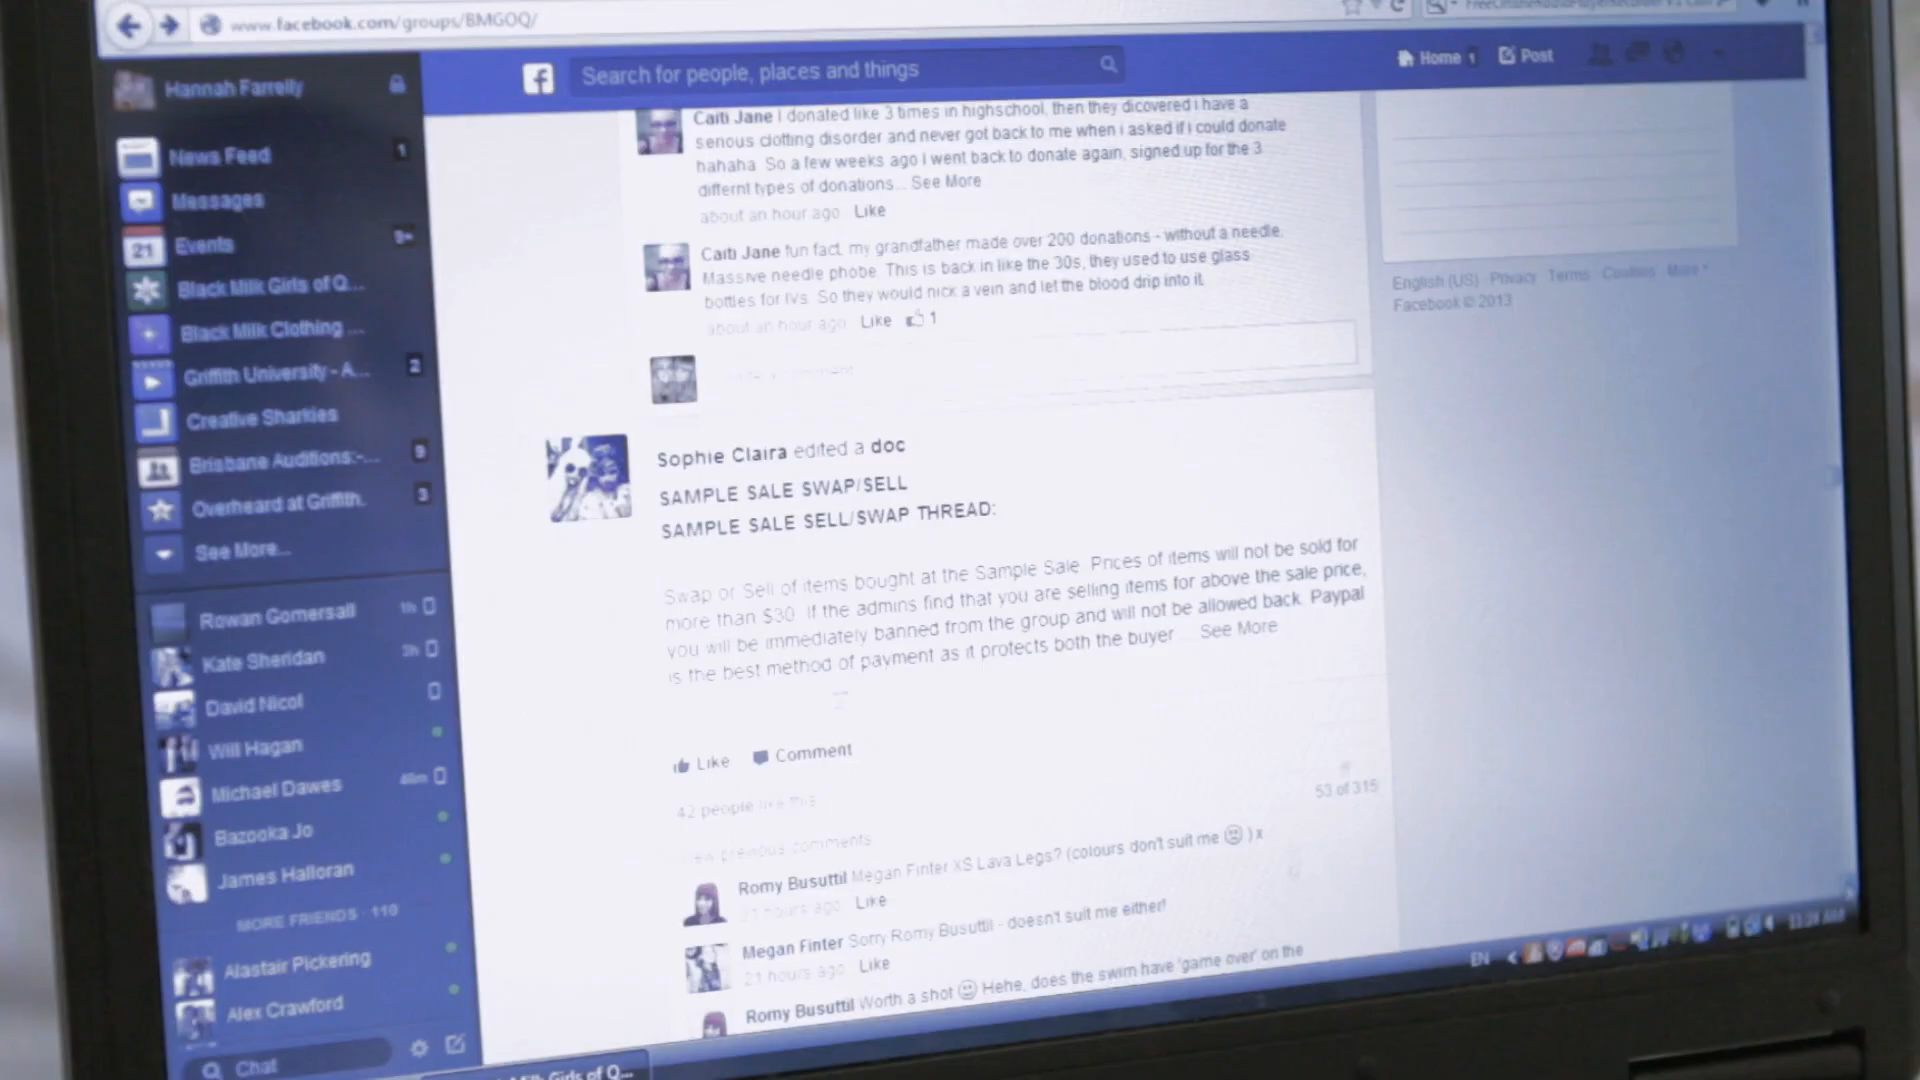 www.facebook.com/groups/BMGOQ/
Search for people, places and things
Home 1
Post
Hannah Farrelly
News Feed 1
Messages
Events 9+
Black Milk Girls of Q...
Black Milk Clothing ...
Griffith University - A... 2
Creative Sharkies
Brisbane Auditions:-... 9
Overheard at Griffith. 3
See More...
Rowan Gomersall 1h
Kate Sheridan
David Nicol
Will Hagan
Michael Dawes
Bazooka Jo
James Halloran
MORE FRIENDS · 110
Alastair Pickering
Alex Crawford
Chat
Caiti Jane I donated like 3 times in highschool, then they dicovered i have a
serious clotting disorder and never got back to me when i asked if i could donate
hahaha. So a few weeks ago I went back to donate again, signed up for the 3
differnt types of donations... See More
about an hour ago Like
Caiti Jane fun fact, my grandfather made over 200 donations - without a needle.
Massive needle phobe. This is back in like the 30s, they used to use glass
bottles for IVs. So they would nick a vein and let the blood drip into it.
about an hour ago Like 1
Sophie Claira edited a doc
SAMPLE SALE SWAP/SELL
SAMPLE SALE SELL/SWAP THREAD:
Swap or Sell of items bought at the Sample Sale. Prices of items will not be sold for
more than $30. If the admins find that you are selling items for above the sale price,
you will be immediately banned from the group and will not be allowed back. Paypal
is the best method of payment as it protects both the buyer ... See More
Like Comment
42 people like this
53 of 315
previous comments
Romy Busuttil Megan Finter XS Lava Legs? (colours don't suit me ) x
21 hours ago Like
Megan Finter Sorry Romy Busuttil - doesn't suit me either!
21 hours ago Like
Romy Busuttil Worth a shot Hehe, does the swim have 'game over' on the
English (US) · Privacy · Terms · Cookies · More
Facebook © 2013
Girls of Q...
EN